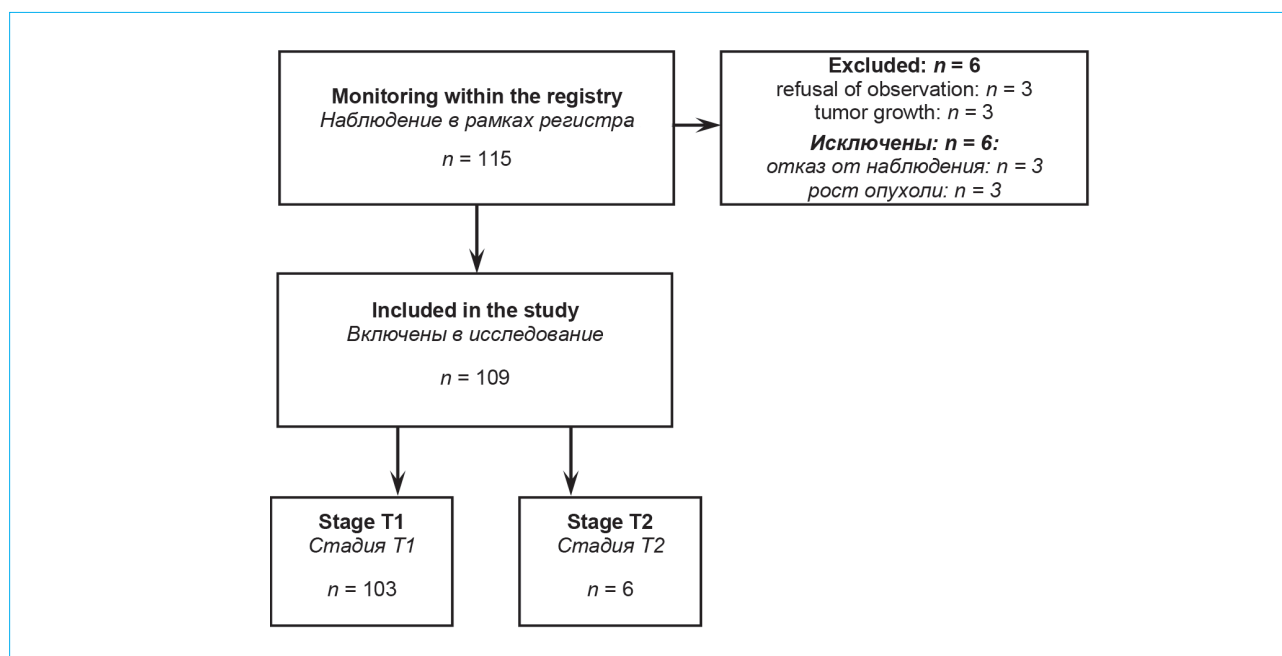 Monitoring within the registry
Наблюдение в рамках регистра
n = 115
Excluded: n = 6
refusal of observation: n = 3
tumor growth: n = 3
Исключены: n = 6:
отказ от наблюдения: n = 3
рост опухоли: n = 3
Included in the study
Включены в исследование
n = 109
Stage T1
Стадия T1
n = 103
Stage T2
Стадия T2
n = 6